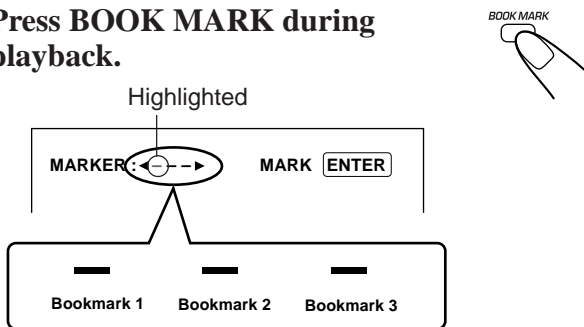 Press BOOK MARK during
playback.
BOOK MARK
Highlighted
MARKER : MARK ENTER
Bookmark 1 Bookmark 2 Bookmark 3